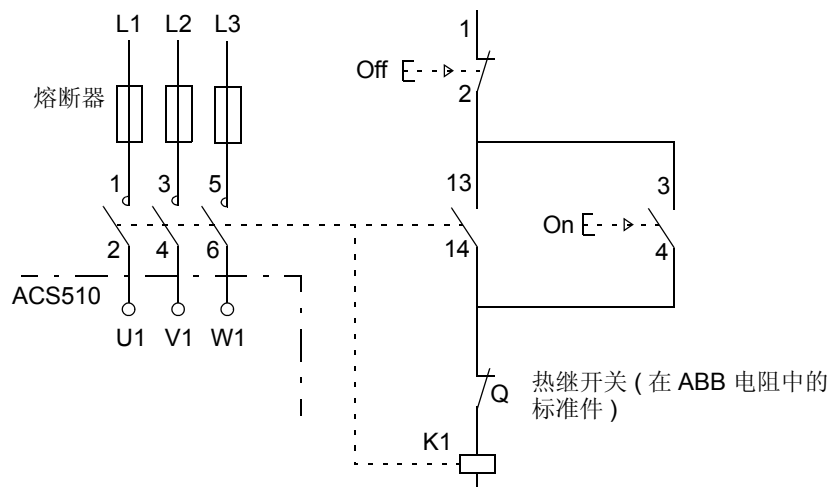 L1 L2 L3
1
Off
2
熔断器
1 3 5
13
3
2 4 6
14
On
4
ACS510
U1 V1 W1
Q
热继开关 ( 在 ABB 电阻中的
标准件 )
K1